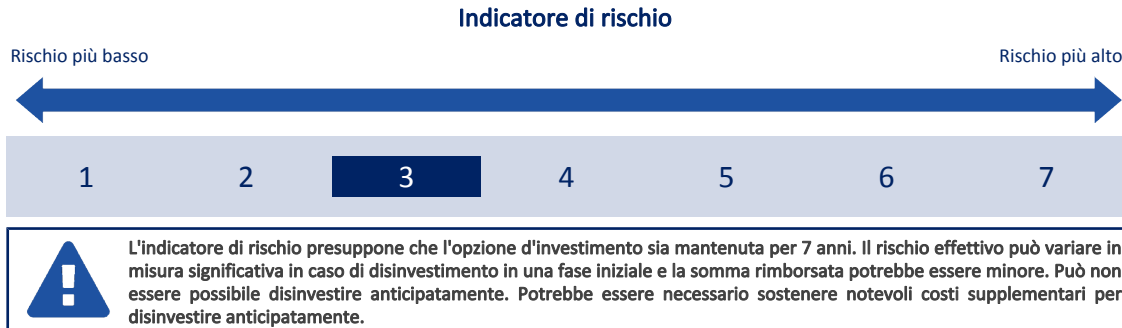 Indicatore di rischio
Rischio più basso
Rischio più alto
1 2 3 4 5 6 7
L'indicatore di rischio presuppone che l'opzione d'investimento sia mantenuta per 7 anni. Il rischio effettivo può variare in
misura significativa in caso di disinvestimento in una fase iniziale e la somma rimborsata potrebbe essere minore. Può non
essere possibile disinvestire anticipatamente. Potrebbe essere necessario sostenere notevoli costi supplementari per
disinvestire anticipatamente.